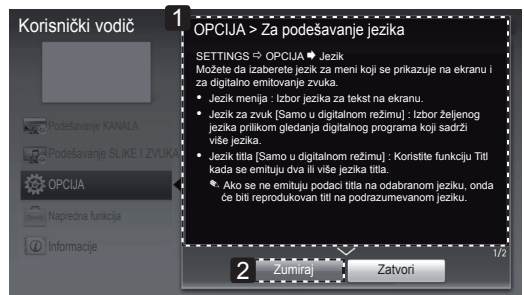 Korisnički vodič
1
OPCIJA > Za podešavanje jezika
SETTINGS ⇨ OPCIJA ➡ Jezik
Možete da izaberete jezik za meni koji se prikazuje na ekranu i
za digitalno emitovanje zvuka.
• Jezik menija : Izbor jezika za tekst na ekranu.
• Jezik za zvuk [Samo u digitalnom režimu] : Izbor željenog
jezika prilikom gledanja digitalnog programa koji sadrži
više jezika.
• Jezik titla [Samo u digitalnom režimu] : Koristite funkciju Titl
kada se emituju dva ili više jezika titla.
✎ Ako se ne emituju podaci titla na odabranom jeziku, onda
će biti reprodukovan titl na podrazumevanom jeziku.
Podešavanje KANALA
Podešavanje SLIKE I ZVUKA
OPCIJA
Napredna funkcija
Informacije
1/2
2
Zumiraj
Zatvori